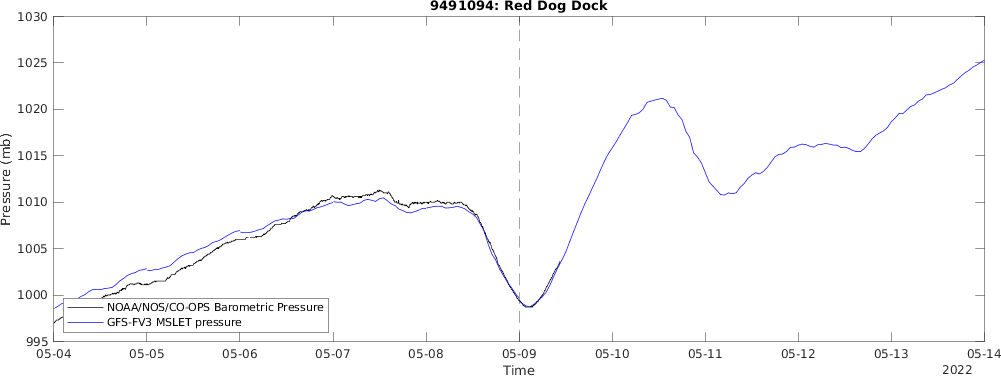 9491094: Red Dog Dock
1030
1025
1020
1015
1010
1005
1000
995
Pressure (mb)
NOAA/NOS/CO-OPS Barometric Pressure
GFS-FV3 MSLET pressure
05-04 05-05 05-06 05-07 05-08 05-09 05-10 05-11 05-12 05-13 05-14
Time
2022